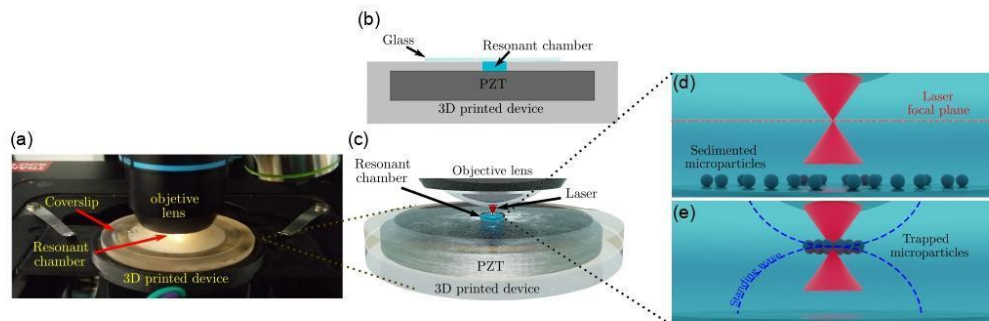 (b)
Glass
Resonant chamber
PZT
3D printed device
(a)
Coverslip
objetive
lens
Resonant
chamber
3D printed device
(c)
Resonant
chamber
Objective lens
Laser
PZT
3D printed device
(d)
Laser
focal plane
Sedimented
microparticles
(e)
Trapped
microparticles
Standing wave